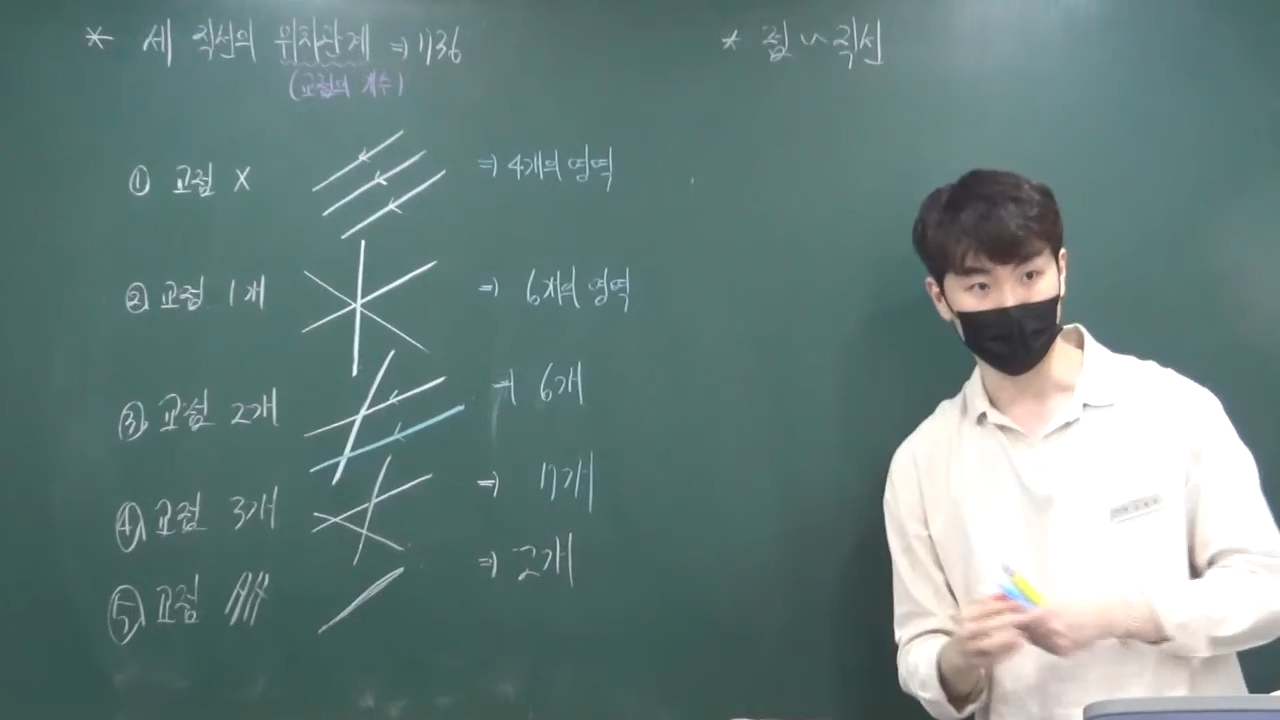 * 세 직선의 위치관계 ⇒ 1736
(교점의 개수)
① 교점 X ⇒ 4개의 영역
② 교점 1개 ⇒ 6개의 영역
③ 교점 2개 ⇒ 6개
④ 교점 3개 ⇒ 7개
⑤ 교점 ⇒ 2개
* 점 ~ 직선